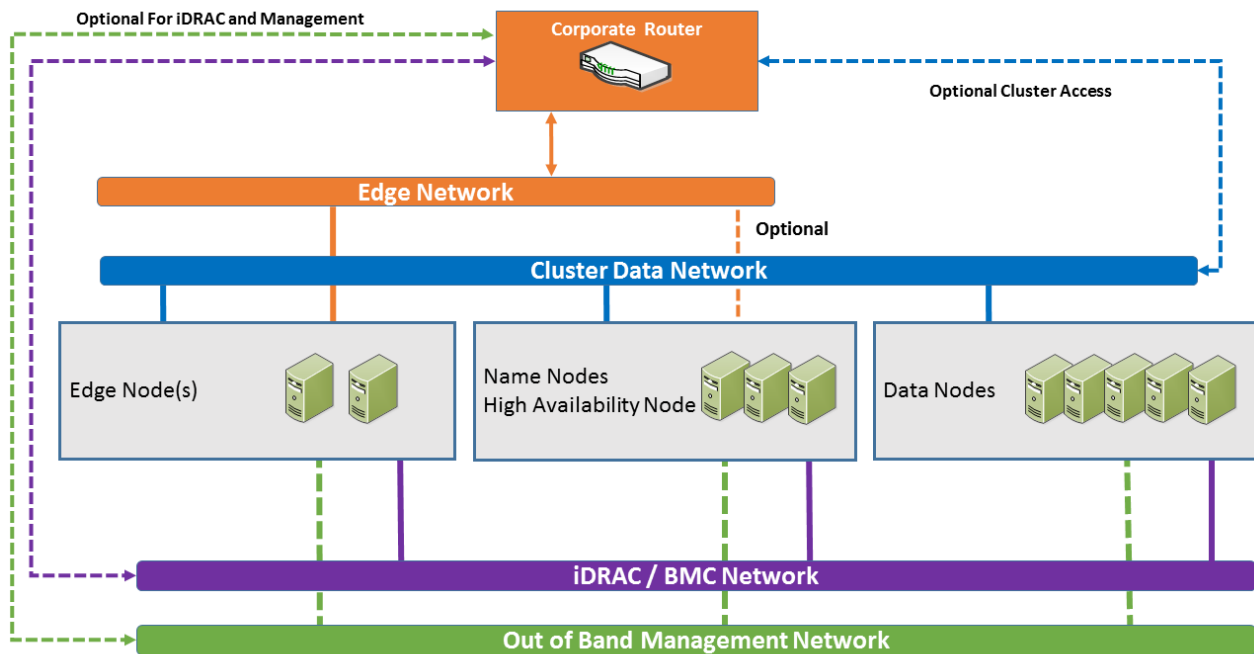 Optional For iDRAC and Management
Corporate Router
Optional Cluster Access
Edge Network
Optional
Cluster Data Network
Edge Node(s)
Name Nodes
High Availability Node
Data Nodes
iDRAC / BMC Network
Out of Band Management Network